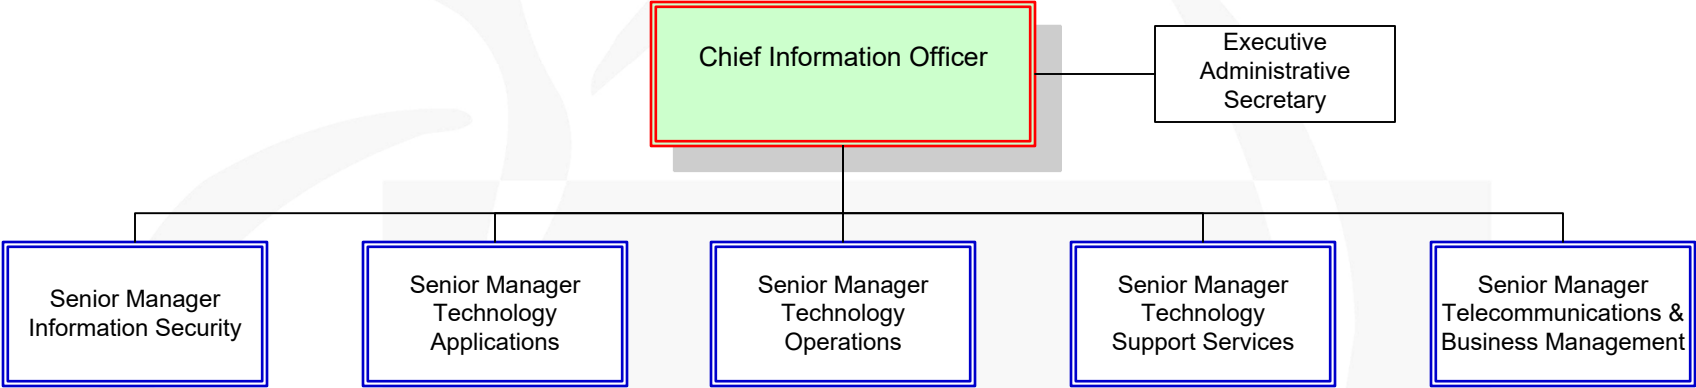 Chief Information Officer
Executive
Administrative
Secretary
Senior Manager
Information Security
Senior Manager
Technology
Applications
Senior Manager
Technology
Operations
Senior Manager
Technology
Support Services
Senior Manager
Telecommunications &
Business Management